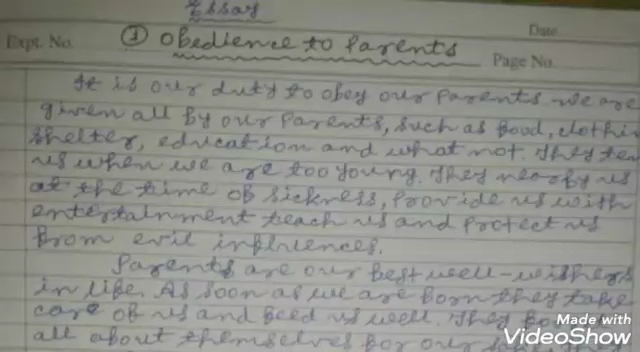 Essay
Date
Expt. No. ① Obedience to Parents
Page No.
It is our duty to obey our Parents. we are
given all by our Parents, such as food, clothi
shelter, education and what not. They tea
us when we are too young. They near by us
at the time of sickness, provide us with
entertainment teach us and protect us
from evil influences.
Parents are our best well-wishers
in life. As soon as we are born they take
care of us and feed us well. They
all about themselves for our
Made with
VideoShow